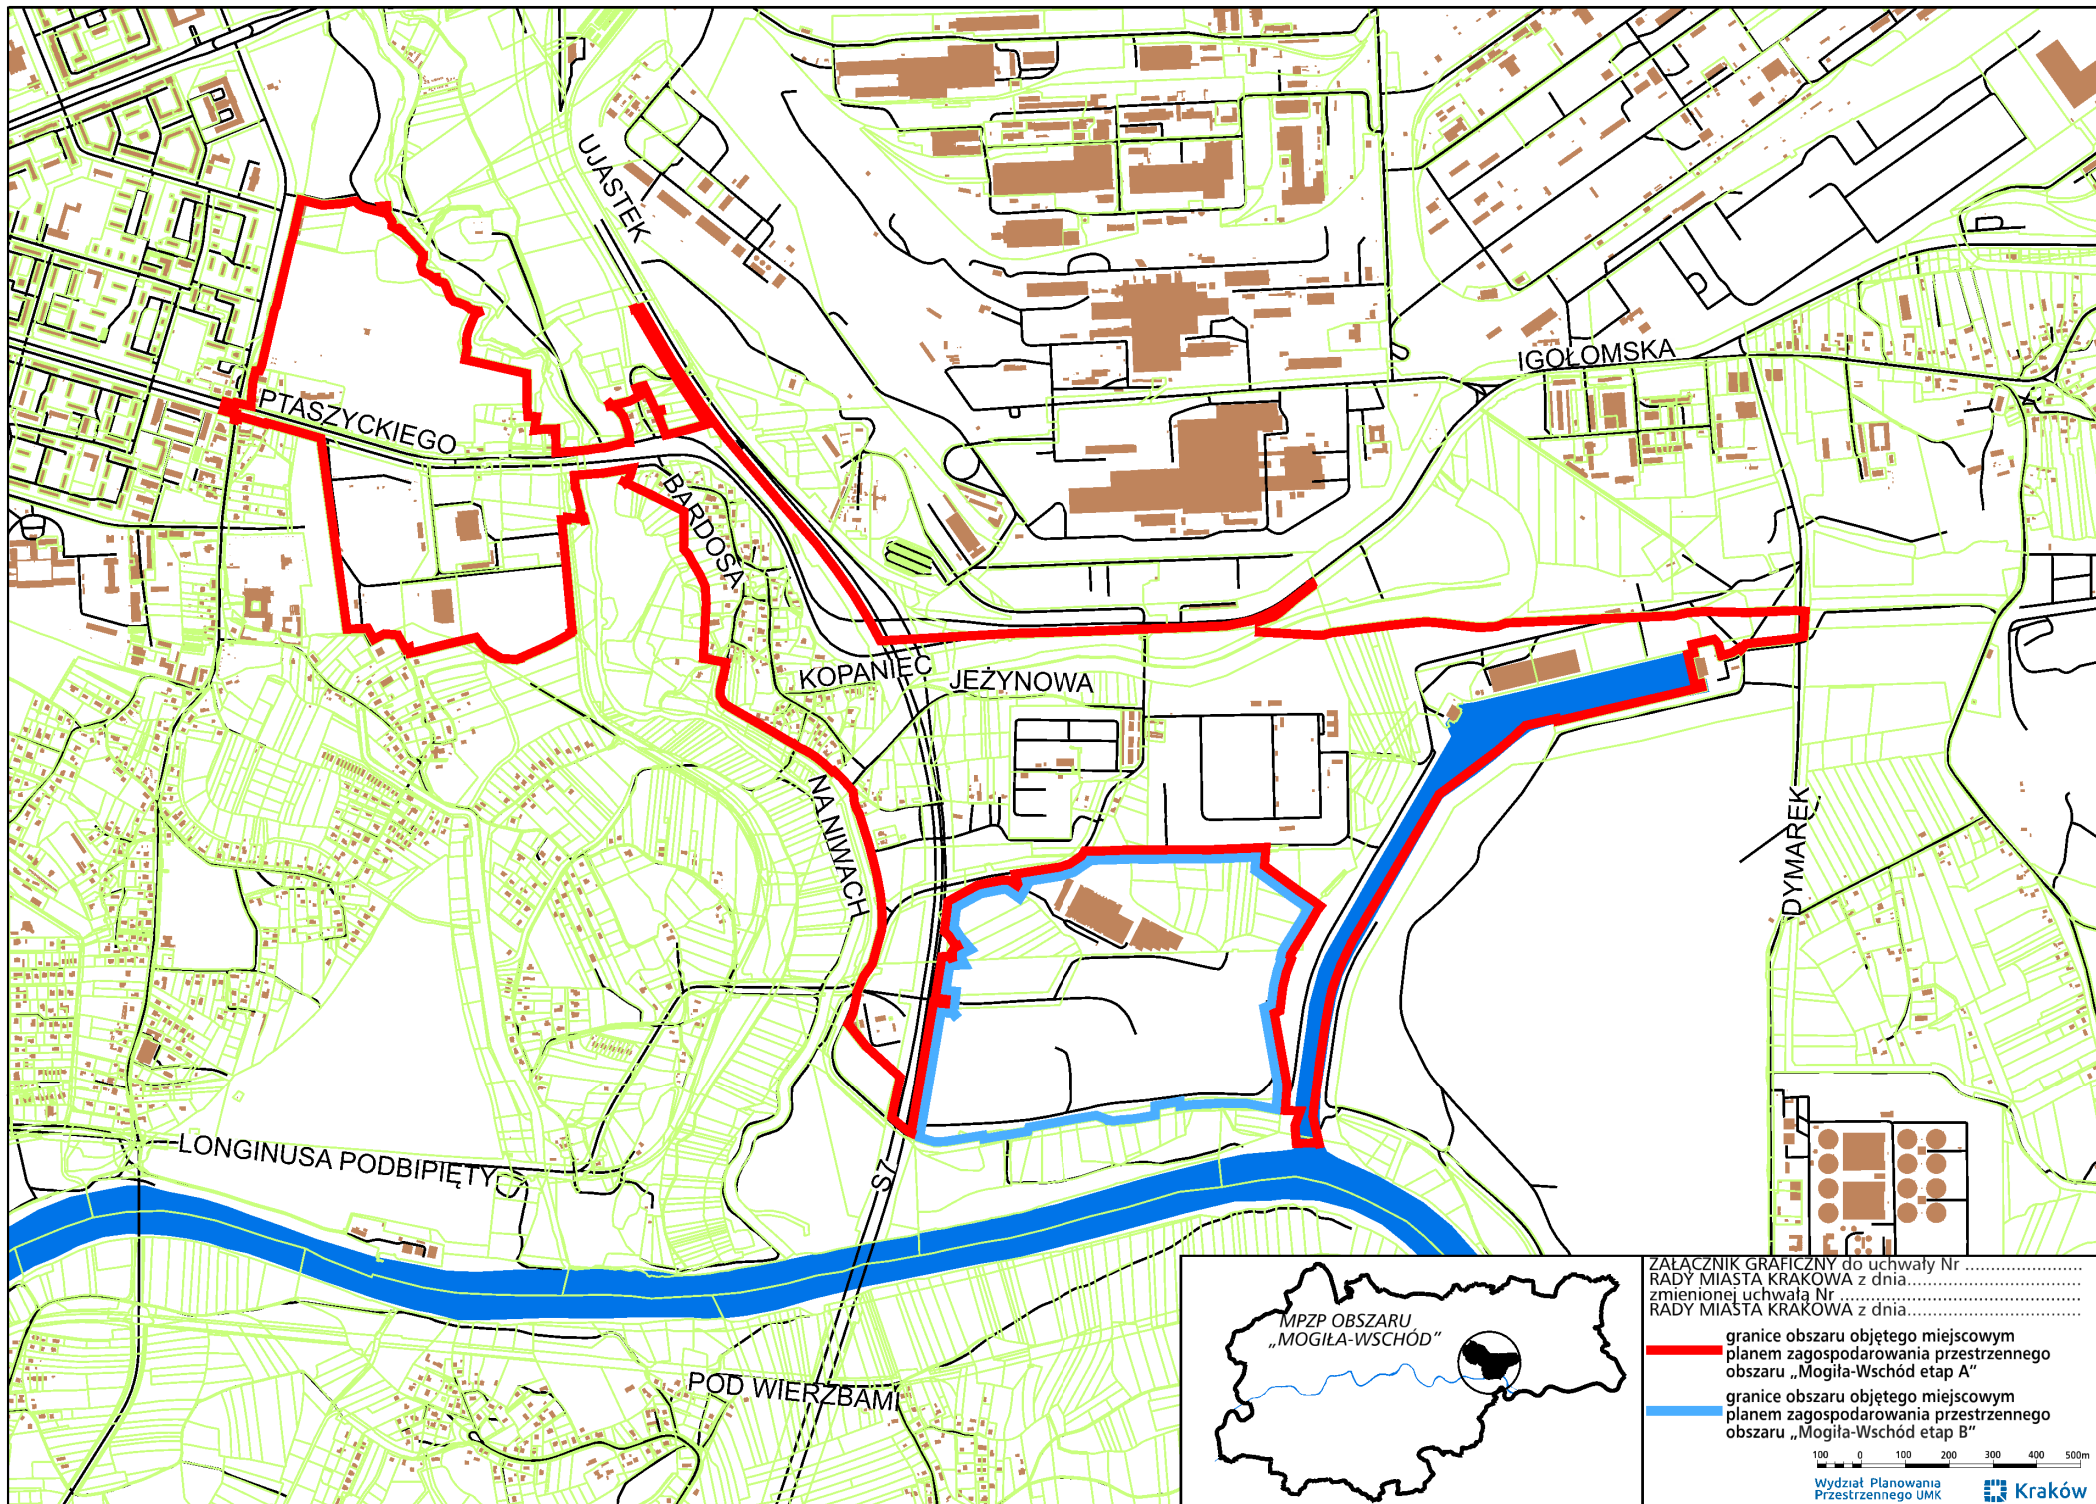 UJASTEK
IGOŁOMSKA
PTASZYCKIEGO
BARDOSA
KOPANIEC
JEŻYNOWA
NA NIWACH
DYMAREK
LONGINUSA PODBIPIĘTY
S7
POD WIERZBAMI
MPZP OBSZARU
„MOGIŁA-WSCHÓD"
ZAŁĄCZNIK GRAFICZNY do uchwały Nr ......................
RADY MIASTA KRAKOWA z dnia.................................
zmienionej uchwałą Nr .............................................
RADY MIASTA KRAKOWA z dnia.................................
granice obszaru objętego miejscowym
planem zagospodarowania przestrzennego
obszaru „Mogiła-Wschód etap A"
granice obszaru objętego miejscowym
planem zagospodarowania przestrzennego
obszaru „Mogiła-Wschód etap B"
100 0 100 200 300 400 500m
Wydział Planowania
Przestrzennego UMK
Kraków